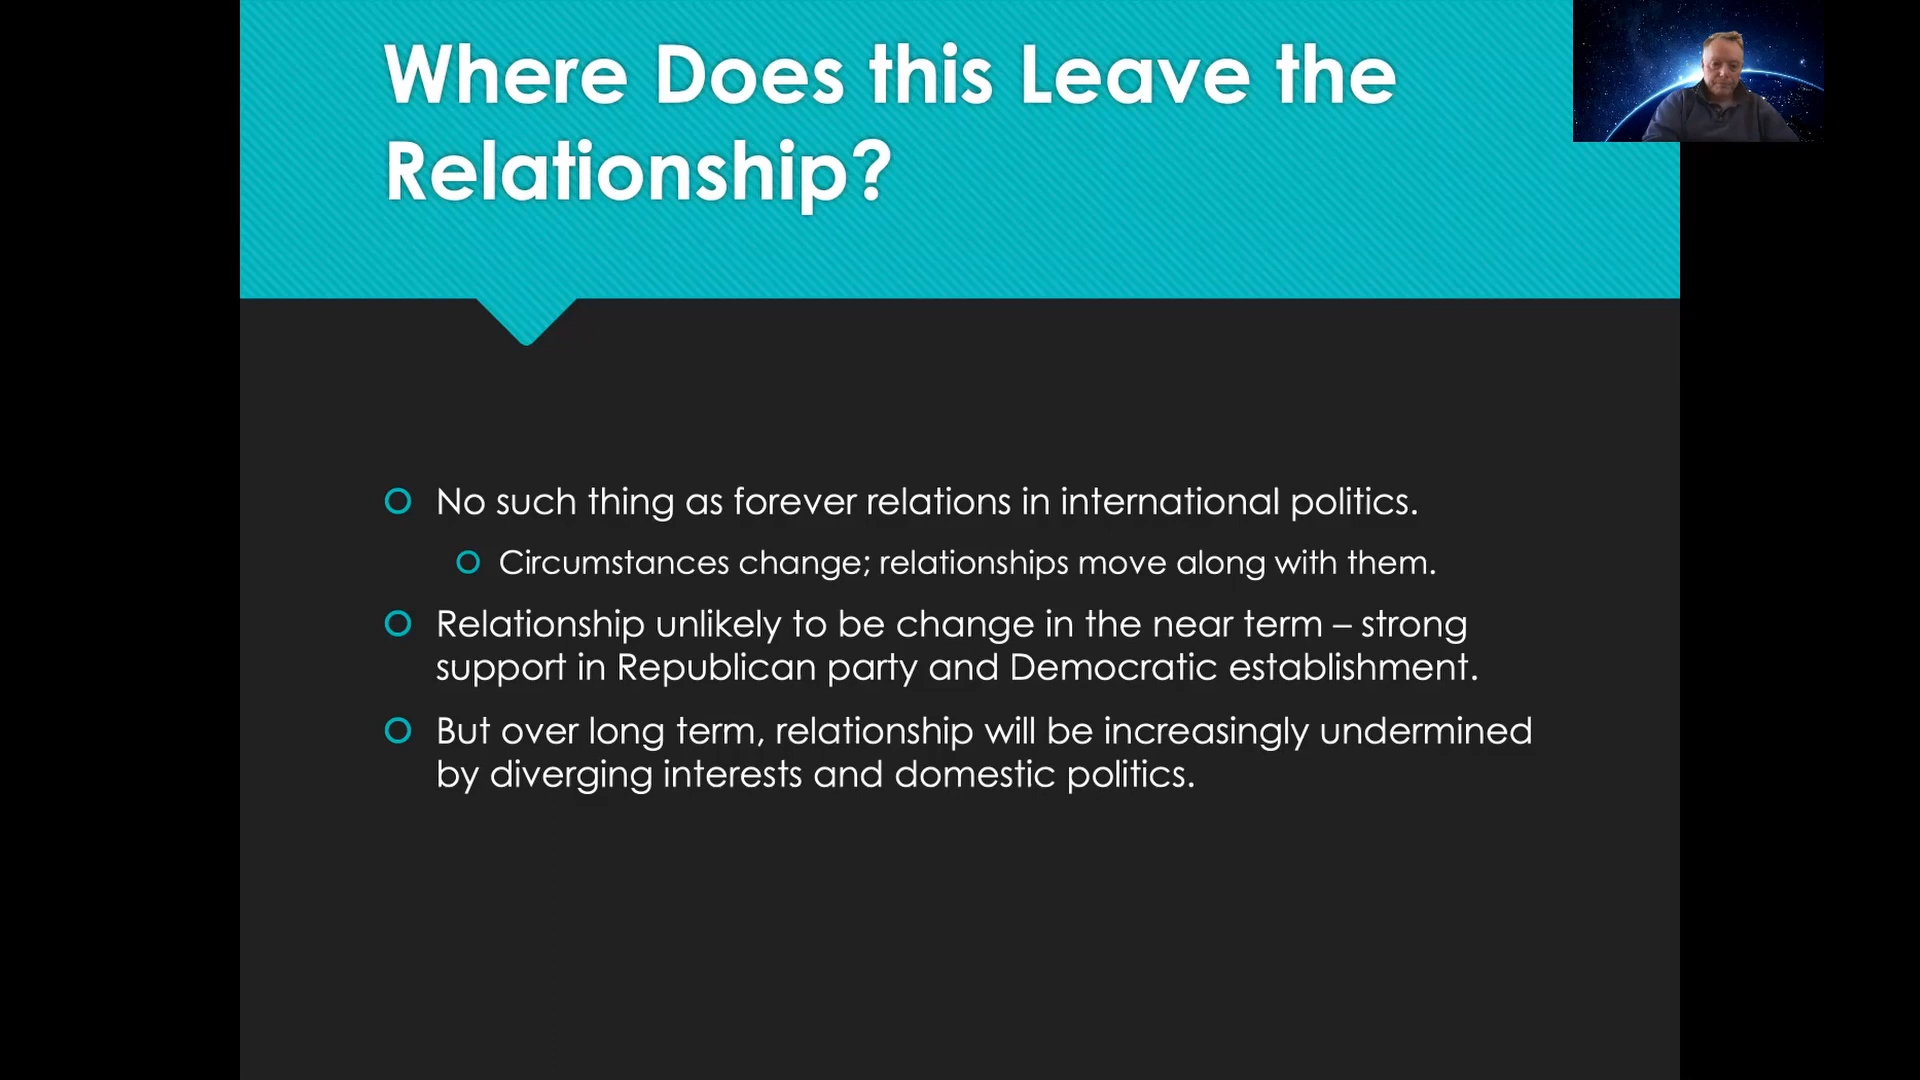 Where Does this Leave the
Relationship?
No such thing as forever relations in international politics.
Circumstances change; relationships move along with them.
Relationship unlikely to be change in the near term – strong
support in Republican party and Democratic establishment.
But over long term, relationship will be increasingly undermined
by diverging interests and domestic politics.